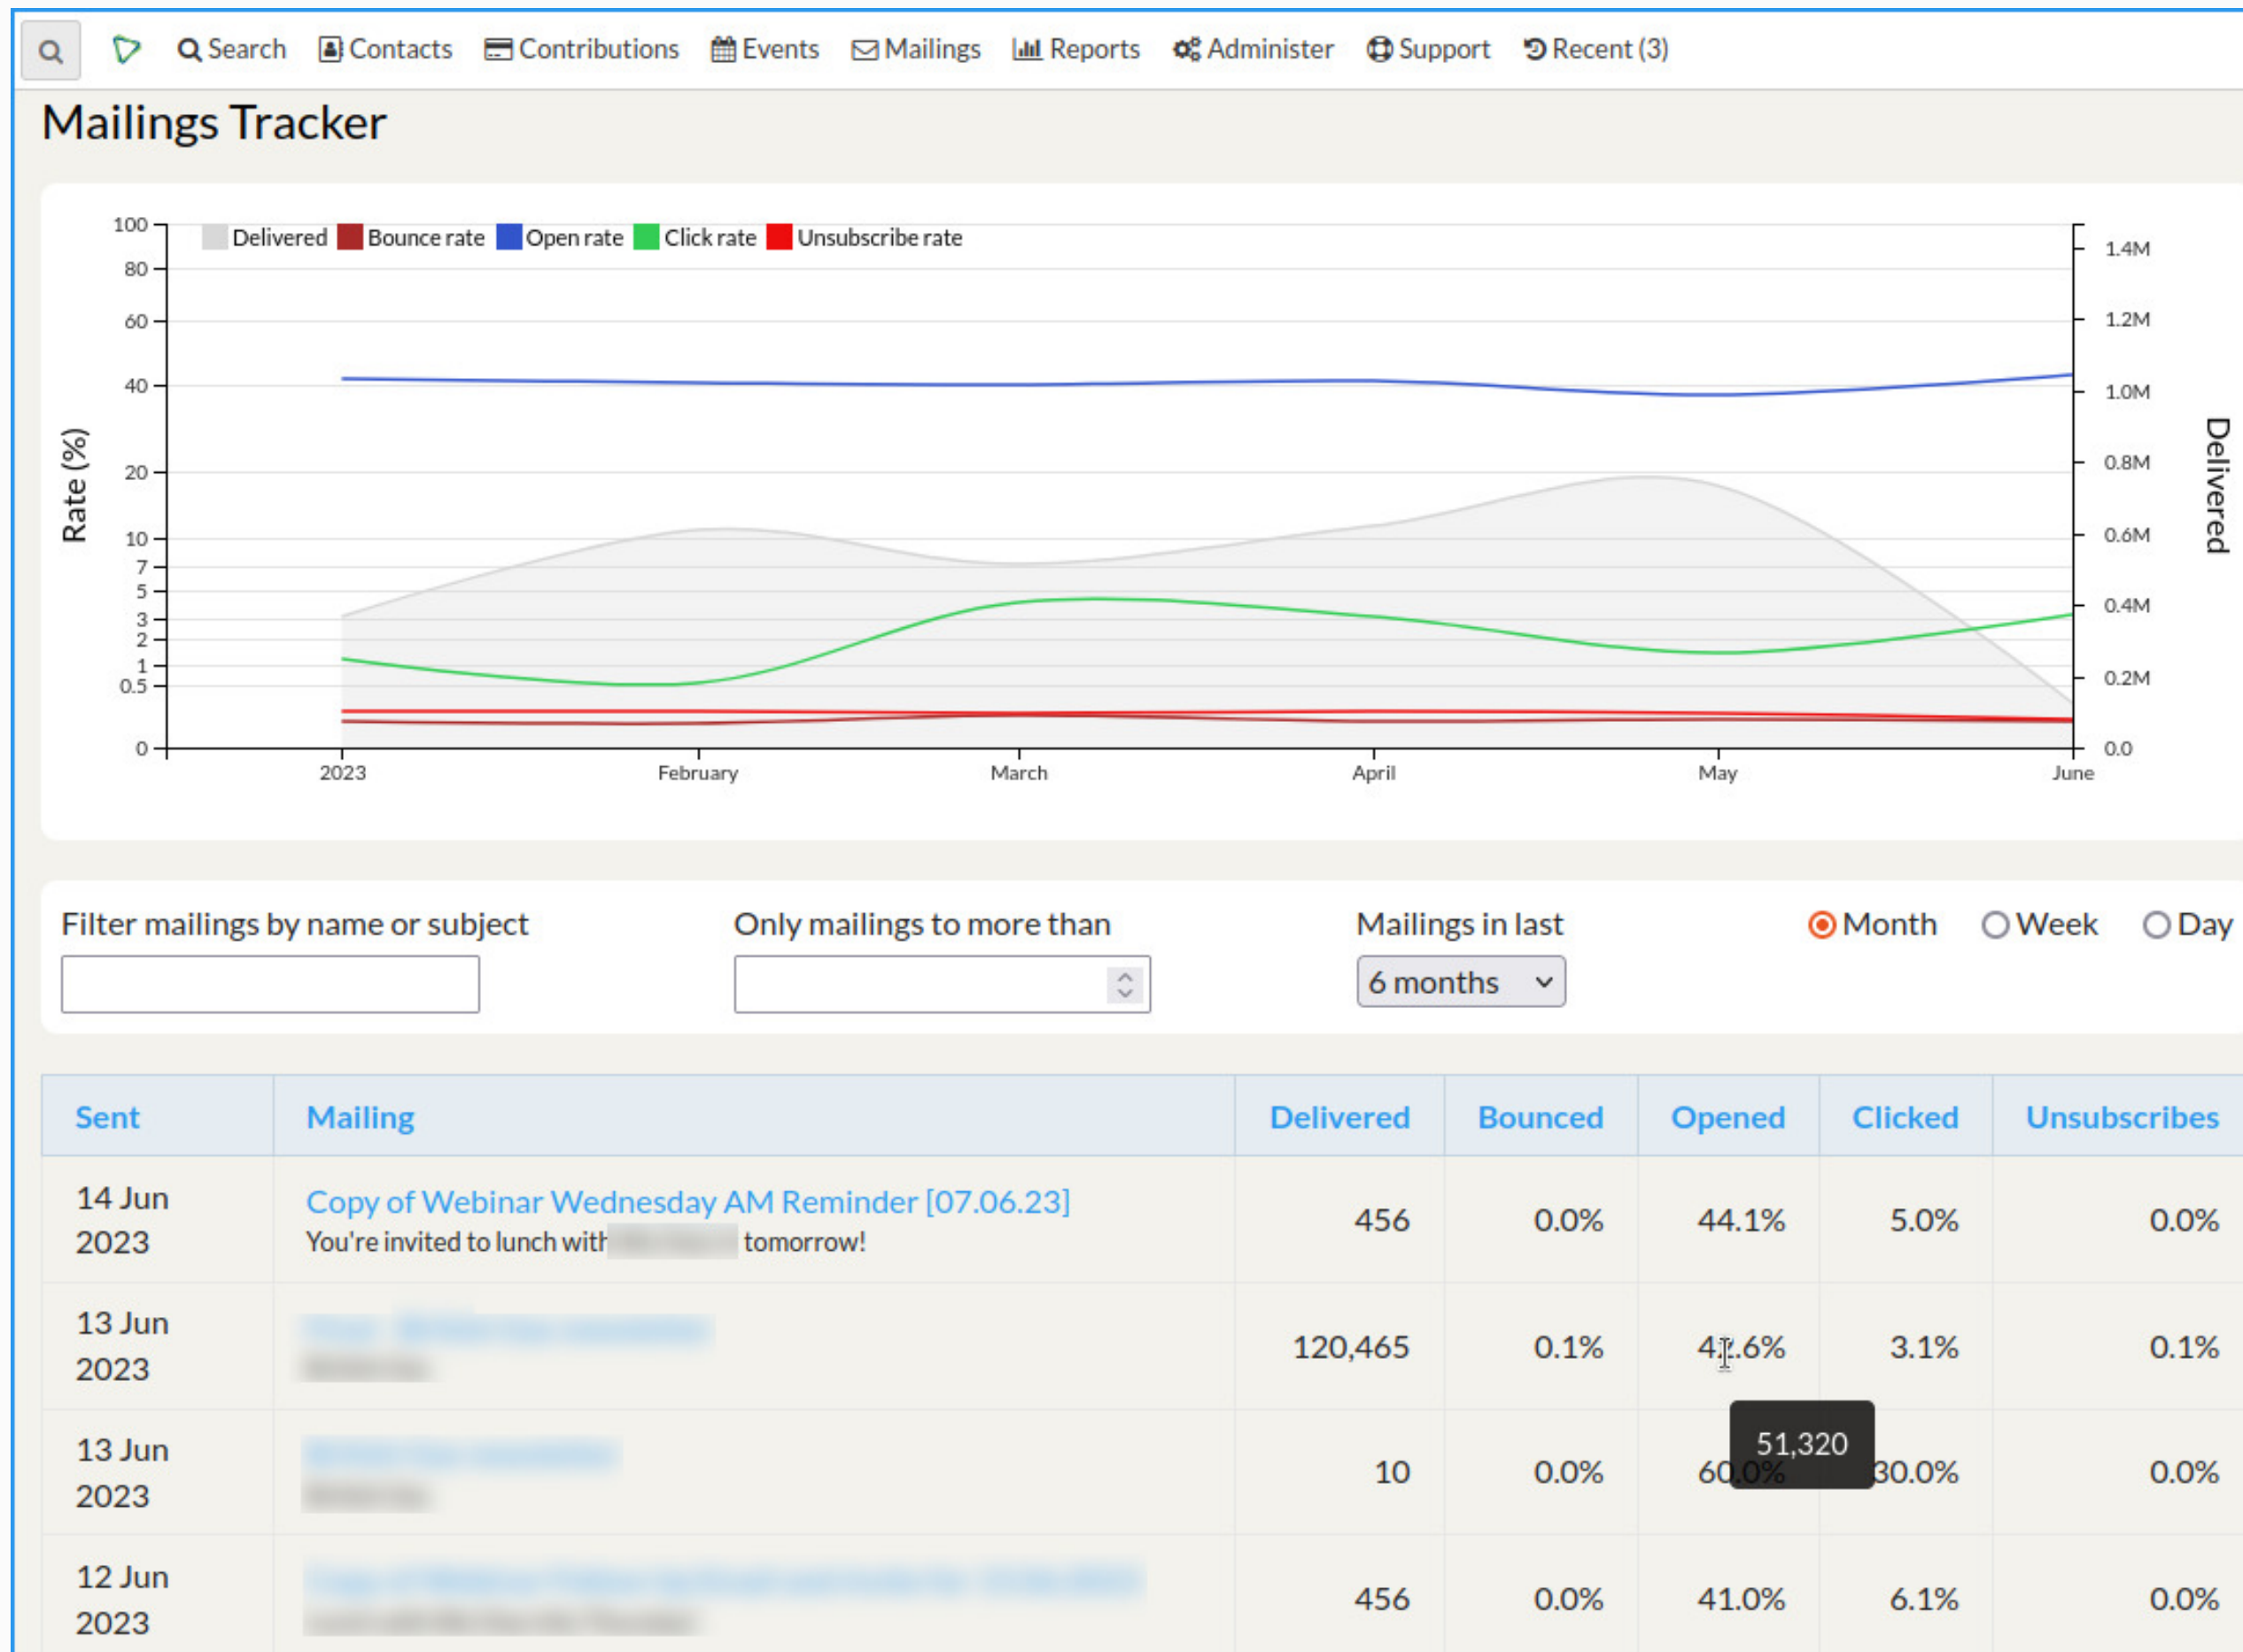 Search Contacts Contributions Events Mailings Reports Administer Support Recent (3)
Mailings Tracker
Delivered Bounce rate Open rate Click rate Unsubscribe rate
Rate (%)
100
80
60
40
20
10
7
5
3
2
1
0.5
0
1.4M
1.2M
1.0M
0.8M
0.6M
0.4M
0.2M
0.0
Delivered
2023 February March April May June
Filter mailings by name or subject
Only mailings to more than
Mailings in last
6 months
Month Week Day
Sent Mailing Delivered Bounced Opened Clicked Unsubscribes
14 Jun
2023
Copy of Webinar Wednesday AM Reminder [07.06.23]
You're invited to lunch with tomorrow!
456 0.0% 44.1% 5.0% 0.0%
13 Jun
2023
120,465 0.1% 42.6% 3.1% 0.1%
51,320
13 Jun
2023
10 0.0% 60.0% 30.0% 0.0%
12 Jun
2023
456 0.0% 41.0% 6.1% 0.0%